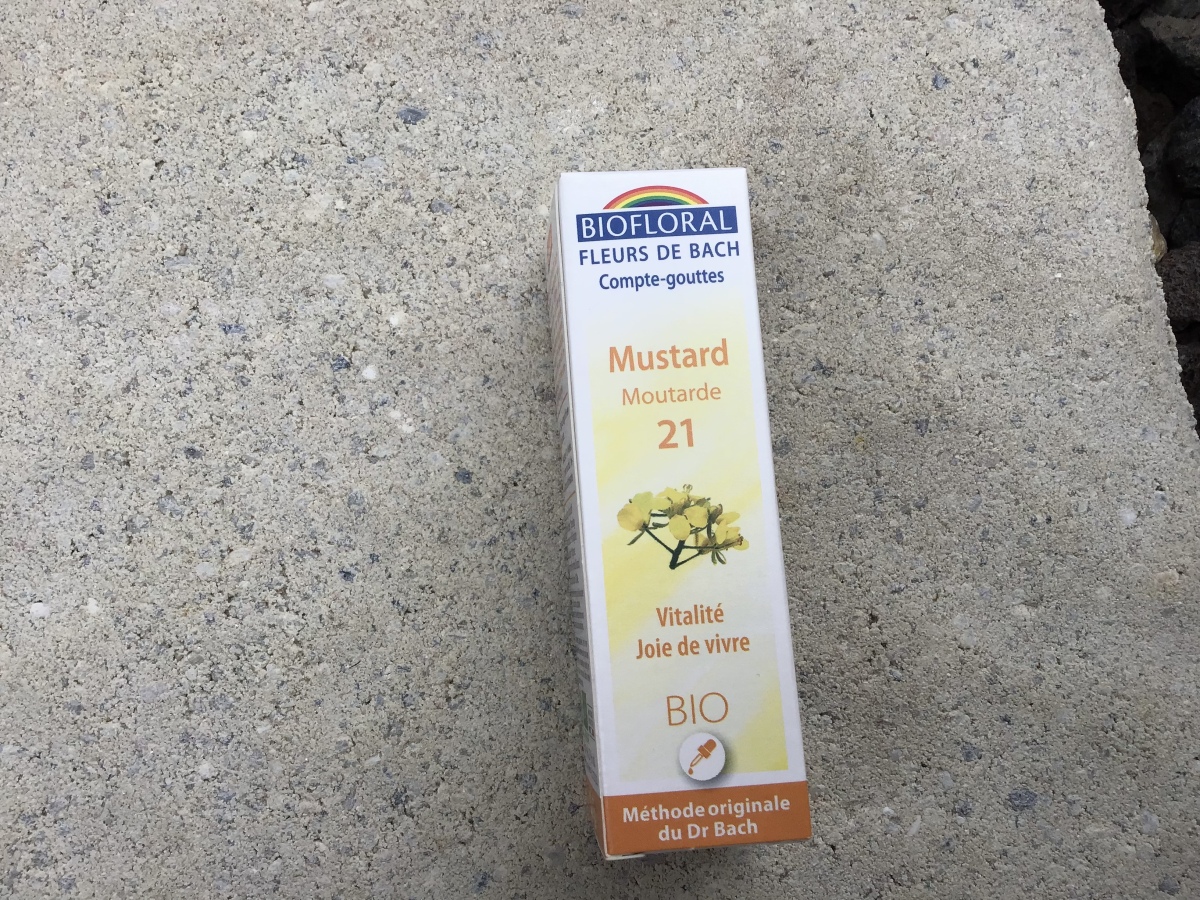 BIOFLORAL
FLEURS DE BACH
Compte-gouttes
Mustard
Moutarde
21
Vitalité
Joie de vivre
BIO
Méthode originale
du Dr Bach